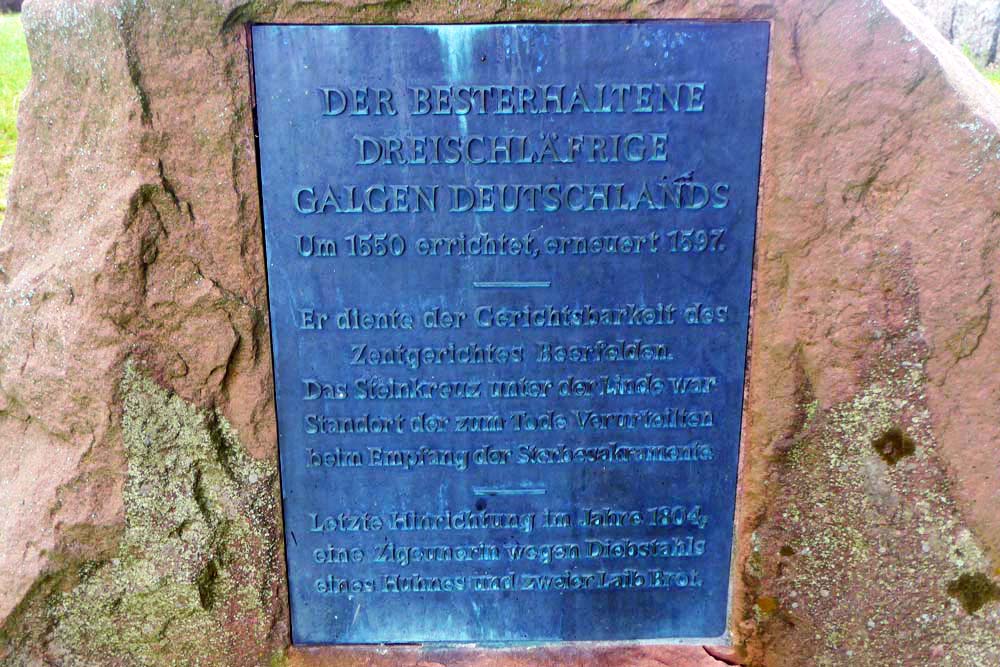 DER BESTERHALTENE
DREISCHLÄFRIGE
GALGEN DEUTSCHLANDS
Um 1550 errichtet, erneuert 1597.
Er diente der Gerichtsbarkeit des
Zentgerichtes Beerfelden.
Das Steinkreuz unter der Linde war
Standort der zum Tode Verurteilten
beim Empfang der Sterbesakramente
Letzte Hinrichtung im Jahre 1804,
eine Zigeunerin wegen Diebstahls
eines Huhnes und zweier Laib Brot.